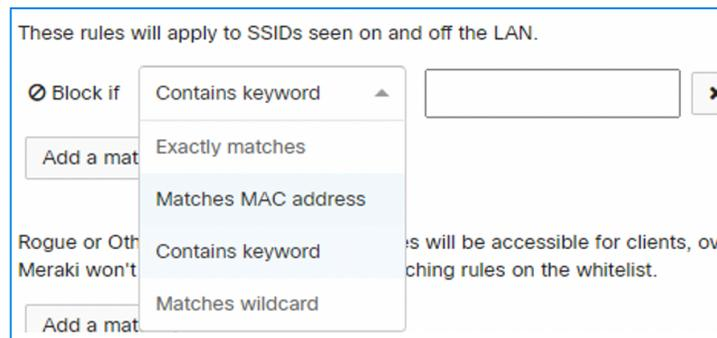 These rules will apply to SSIDs seen on and off the LAN.
Block if Contains keyword
Exactly matches
Add a mat
Matches MAC address
Rogue or Oth es will be accessible for clients, ov
Contains keyword
Meraki won't ching rules on the whitelist.
Matches wildcard
Add a mat